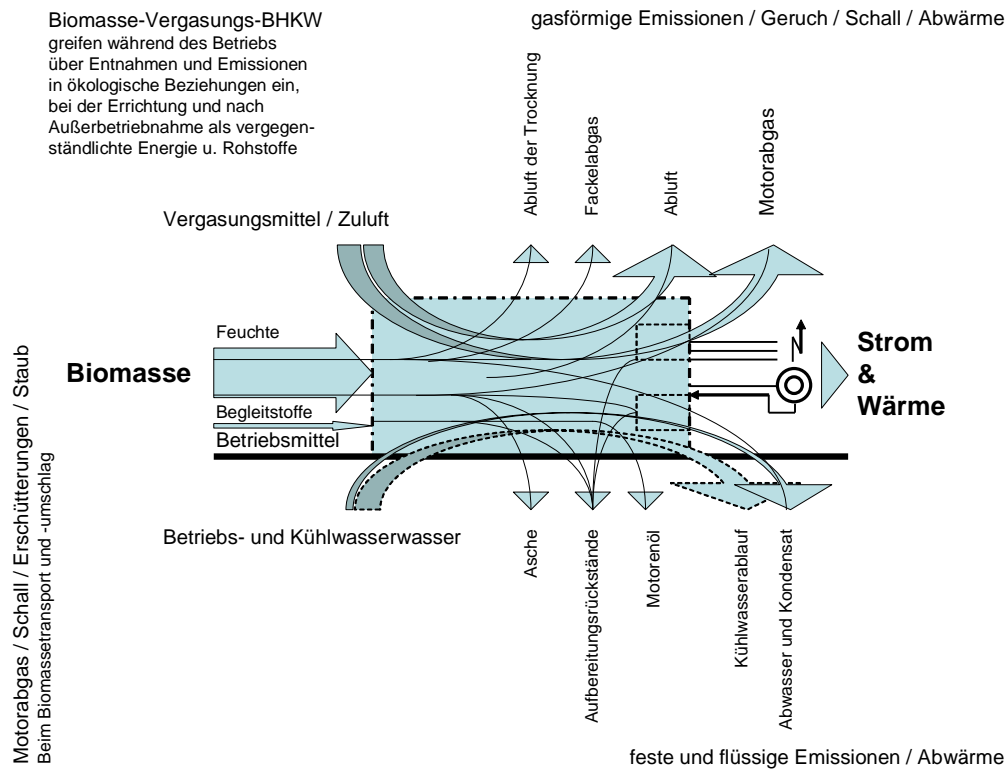 Biomasse-Vergasungs-BHKW
greifen während des Betriebs
über Entnahmen und Emissionen
in ökologische Beziehungen ein,
bei der Errichtung und nach
Außerbetriebnahme als vergegen-
ständlichte Energie u. Rohstoffe
gasförmige Emissionen / Geruch / Schall / Abwärme
Abluft der Trocknung
Fackelabgas
Abluft
Motorabgas
Vergasungsmittel / Zuluft
Feuchte
Biomasse
Begleitstoffe
Betriebsmittel
Strom
&
Wärme
Betriebs- und Kühlwasserwasser
Asche
Aufbereitungsrückstände
Motorenöl
Kühlwasserablauf
Abwasser und Kondensat
Motorabgas / Schall / Erschütterungen / Staub
Beim Biomassetransport und -umschlag
feste und flüssige Emissionen / Abwärme